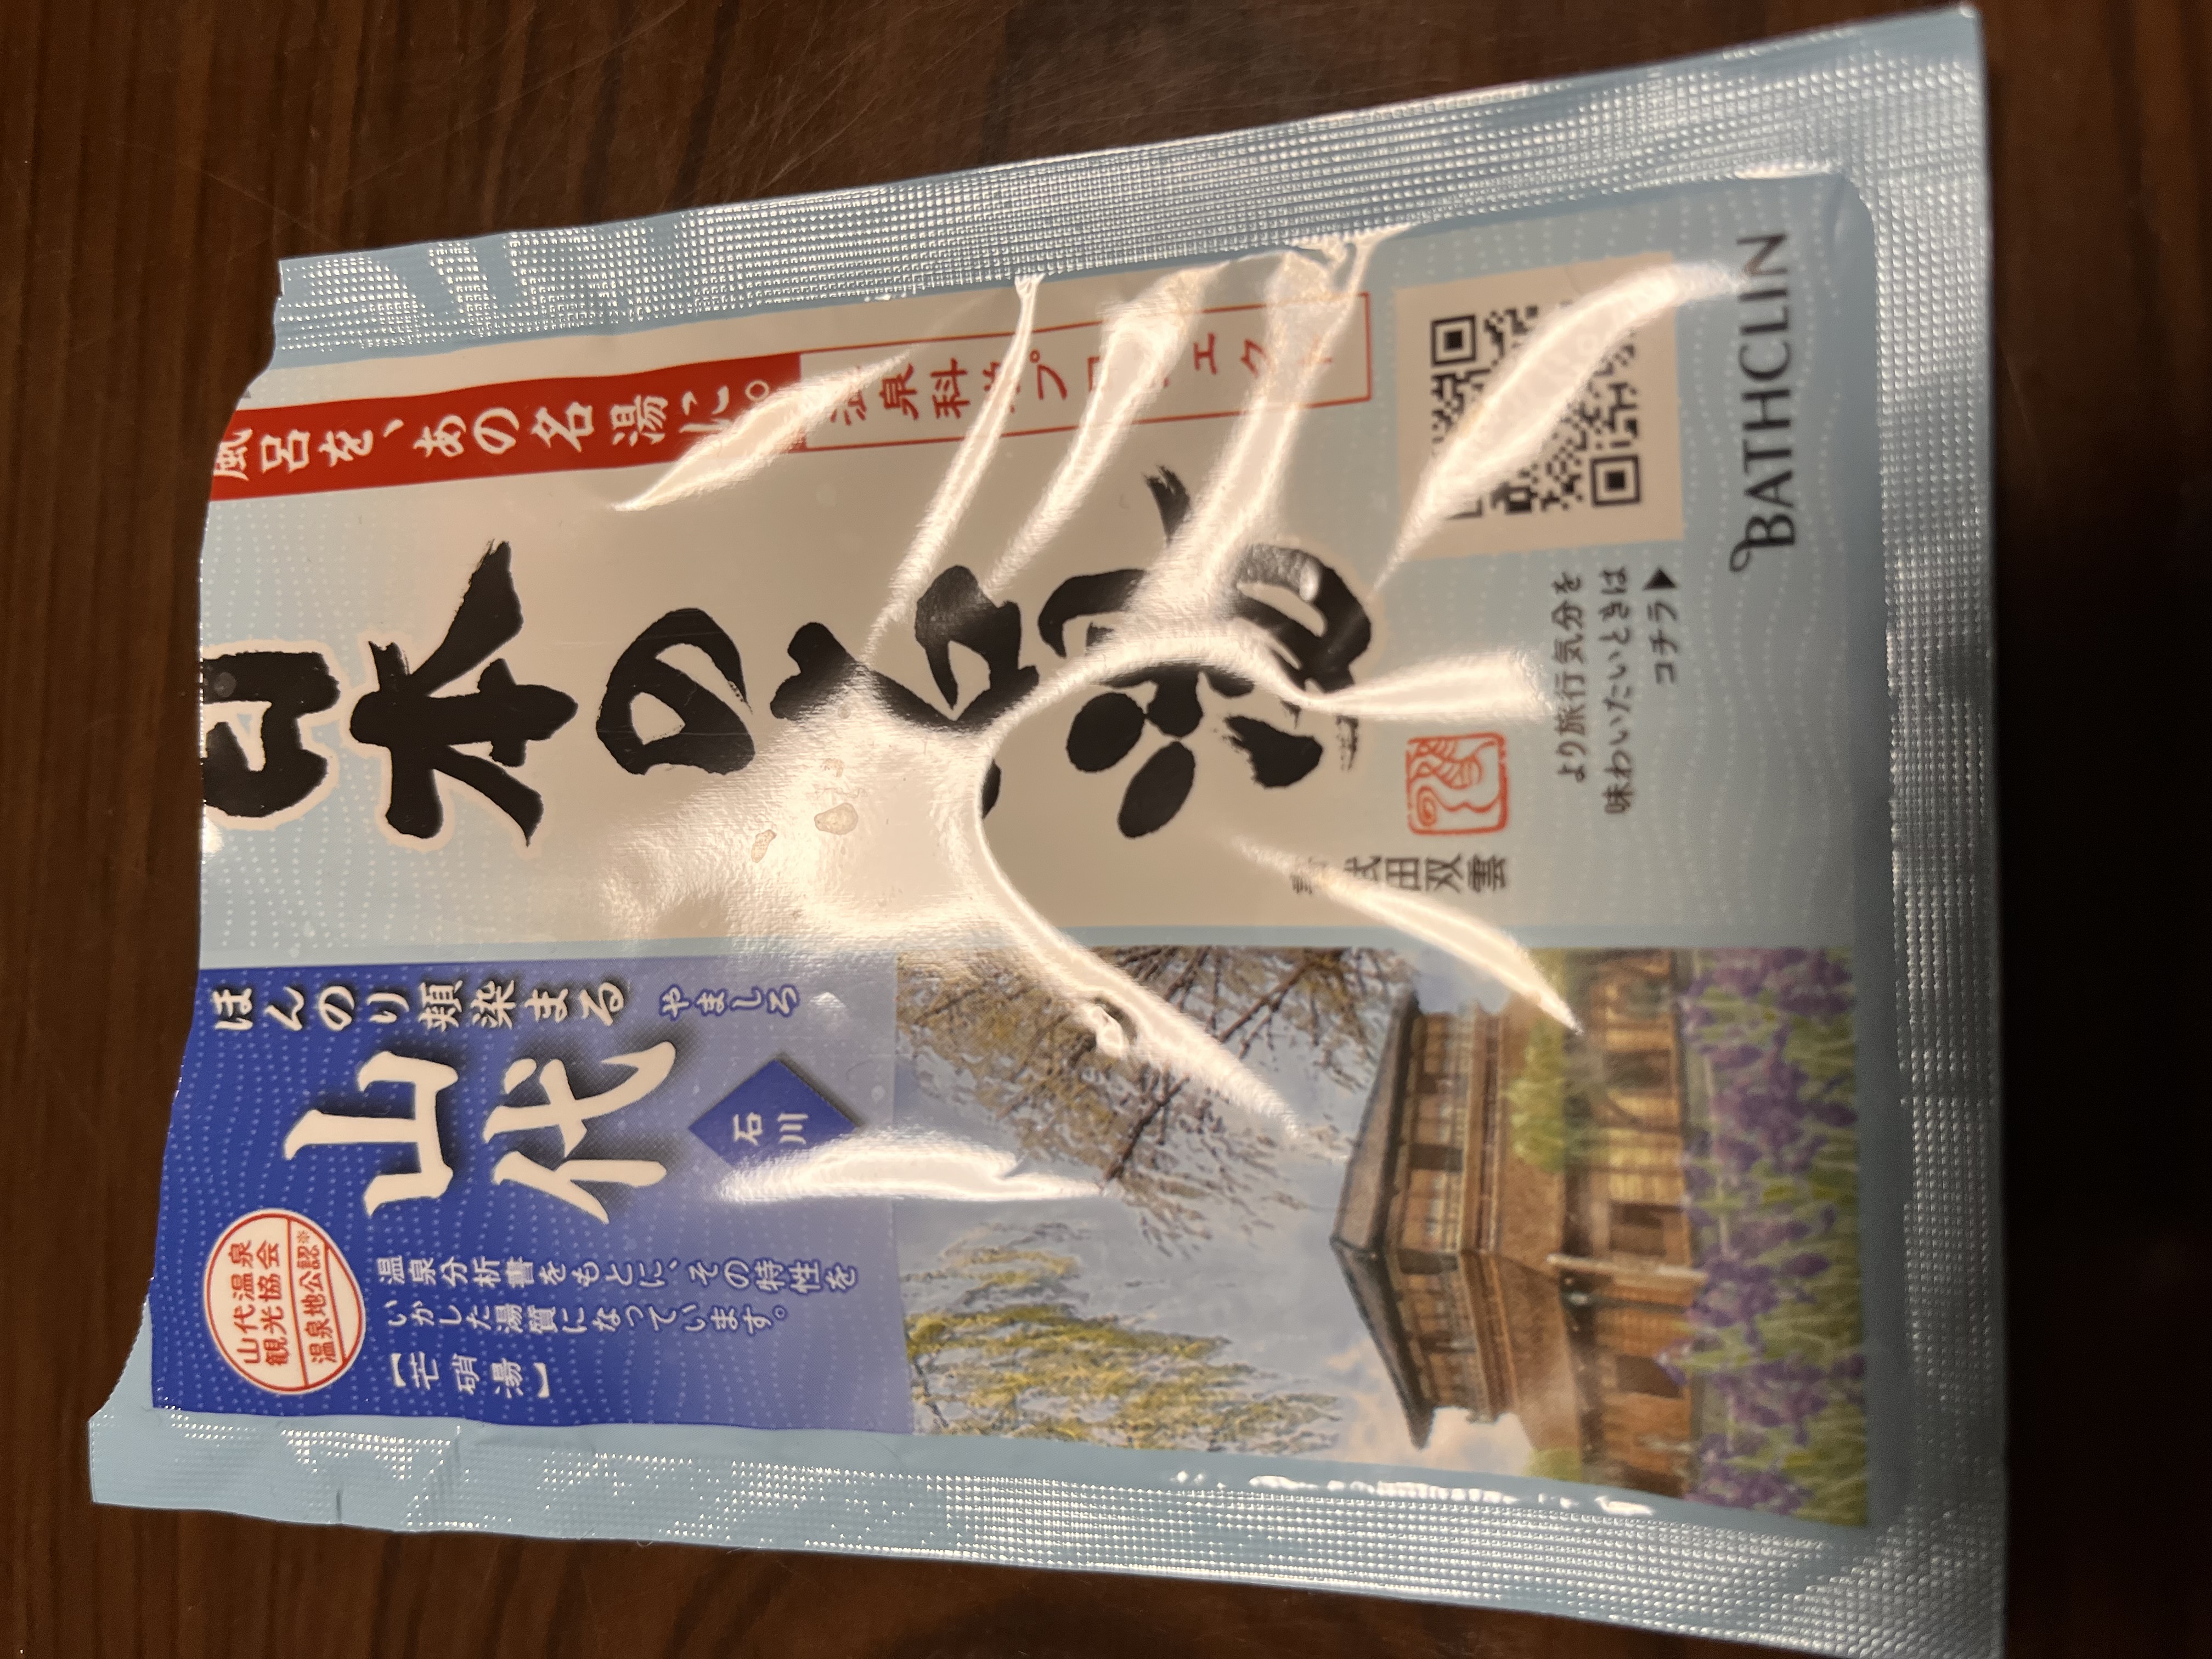 風呂を、あの名湯に。
温泉科学プロジェクト
日本の名湯
書 武田双雲
ほんのり頬染まる
やましろ
山代
石川
山代温泉
観光協会
温泉地公認※
温泉分析書をもとに、その特性を
いかした湯質になっています。
【芒硝湯】
より旅行気分を
味わいたいときは
コチラ▶
BATHCLIN